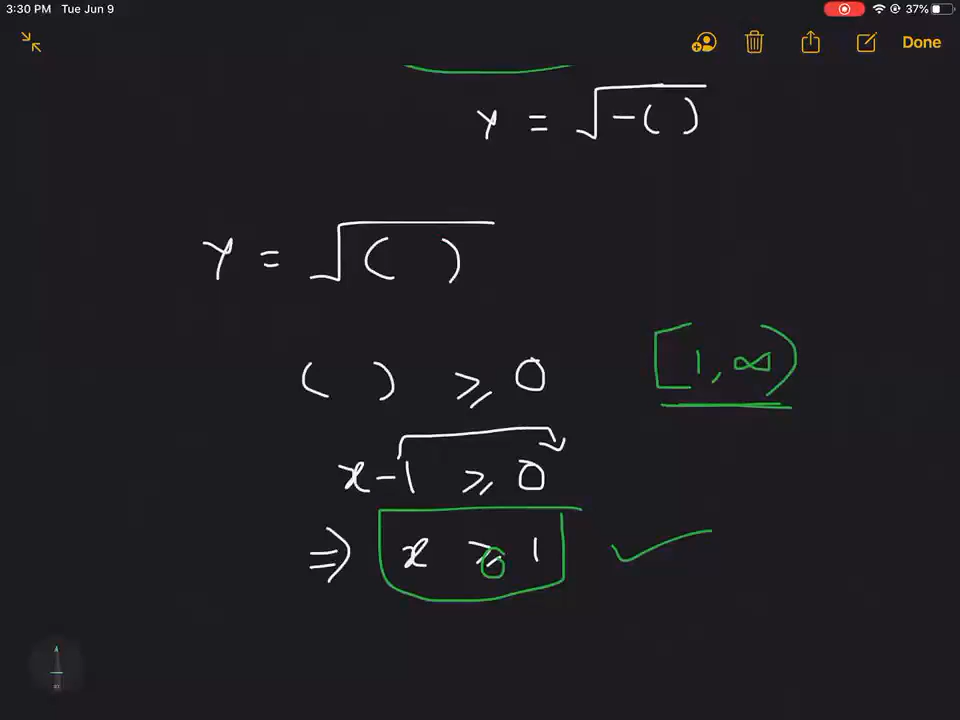 3:30 PM Tue Jun 9 37%
Done
y = √-( )
y = √( )
( ) ≥ 0
[1, ∞)
x-1 ≥ 0
⇒ x ≥ 1 ✓